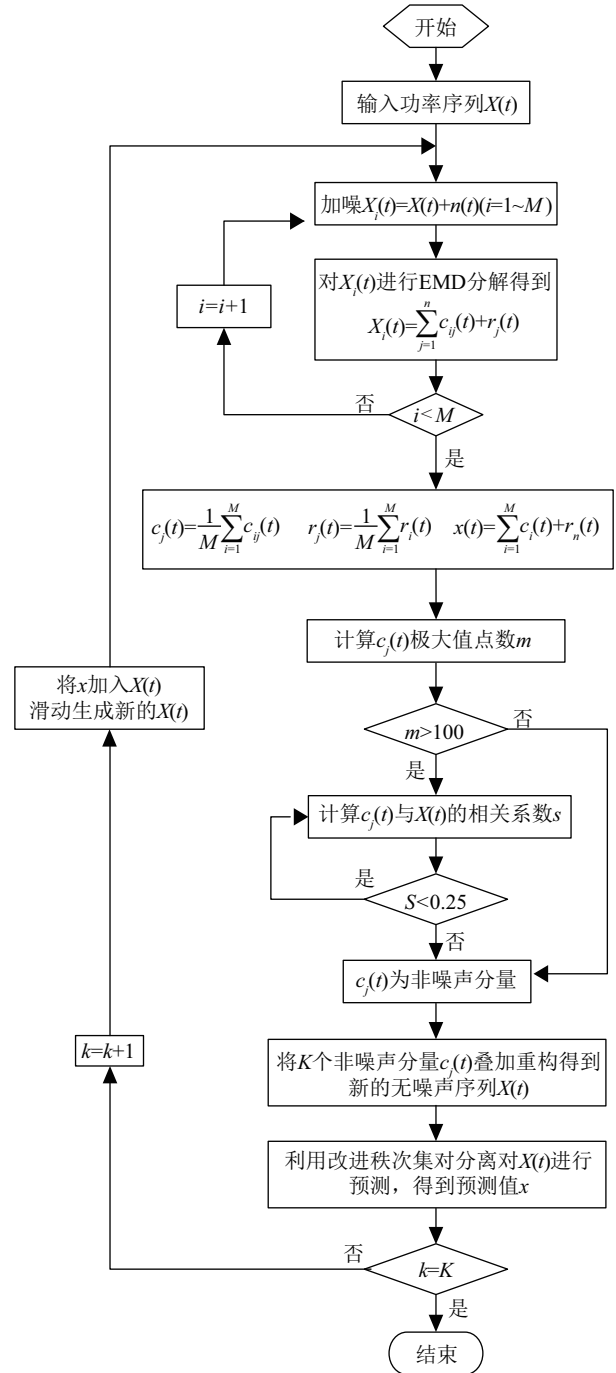 开始
输入功率序列X(t)
加噪Xᵢ(t)=X(t)+n(t)(i=1~M)
对Xᵢ(t)进行EMD分解得到
Xᵢ(t)=∑_{j=1}^{n} c_{ij}(t)+r_j(t)
i=i+1
否
i<M
是
c_j(t)=\frac{1}{M}∑_{i=1}^{M} c_{ij}(t) r_j(t)=\frac{1}{M}∑_{i=1}^{M} r_i(t) x(t)=∑_{i=1}^{M} c_i(t)+r_n(t)
计算c_j(t)极大值点数m
将x加入X(t)
滑动生成新的X(t)
m>100
否
是
计算c_j(t)与X(t)的相关系数s
是
S<0.25
否
c_j(t)为非噪声分量
k=k+1
将K个非噪声分量c_j(t)叠加重构得到
新的无噪声序列X(t)
利用改进秩次集对分离对X(t)进行
预测，得到预测值x
否
k=K
是
结束